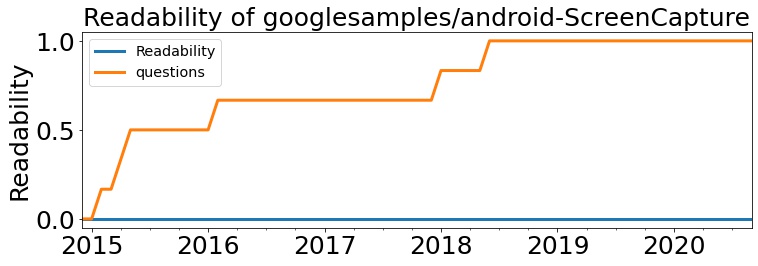 Readability of googlesamples/android-ScreenCapture
Readability
questions
Readability
1.0
0.5
0.0
2015 2016 2017 2018 2019 2020